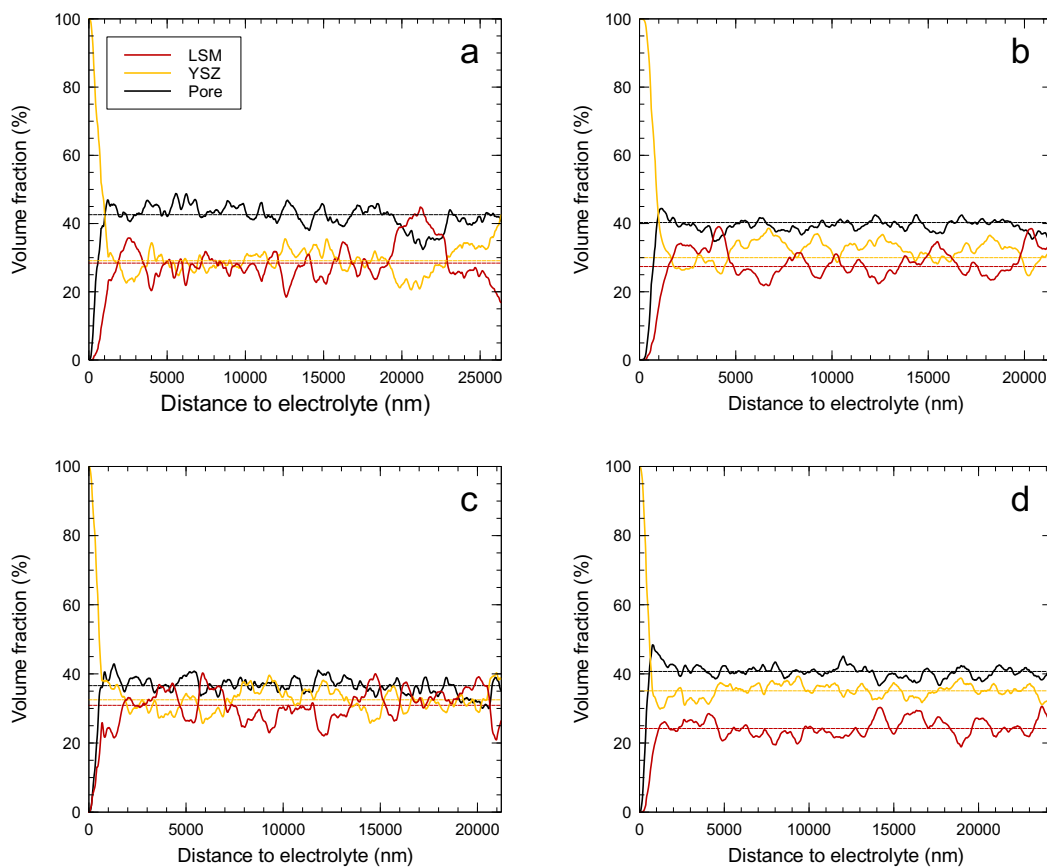 a
LSM
YSZ
Pore
100
80
60
40
20
0
Volume fraction (%)
0 5000 10000 15000 20000 25000
Distance to electrolyte (nm)
b
100
80
60
40
20
0
Volume fraction (%)
0 5000 10000 15000 20000
Distance to electrolyte (nm)
c
100
80
60
40
20
0
Volume fraction (%)
0 5000 10000 15000 20000
Distance to electrolyte (nm)
d
100
80
60
40
20
0
Volume fraction (%)
0 5000 10000 15000 20000
Distance to electrolyte (nm)